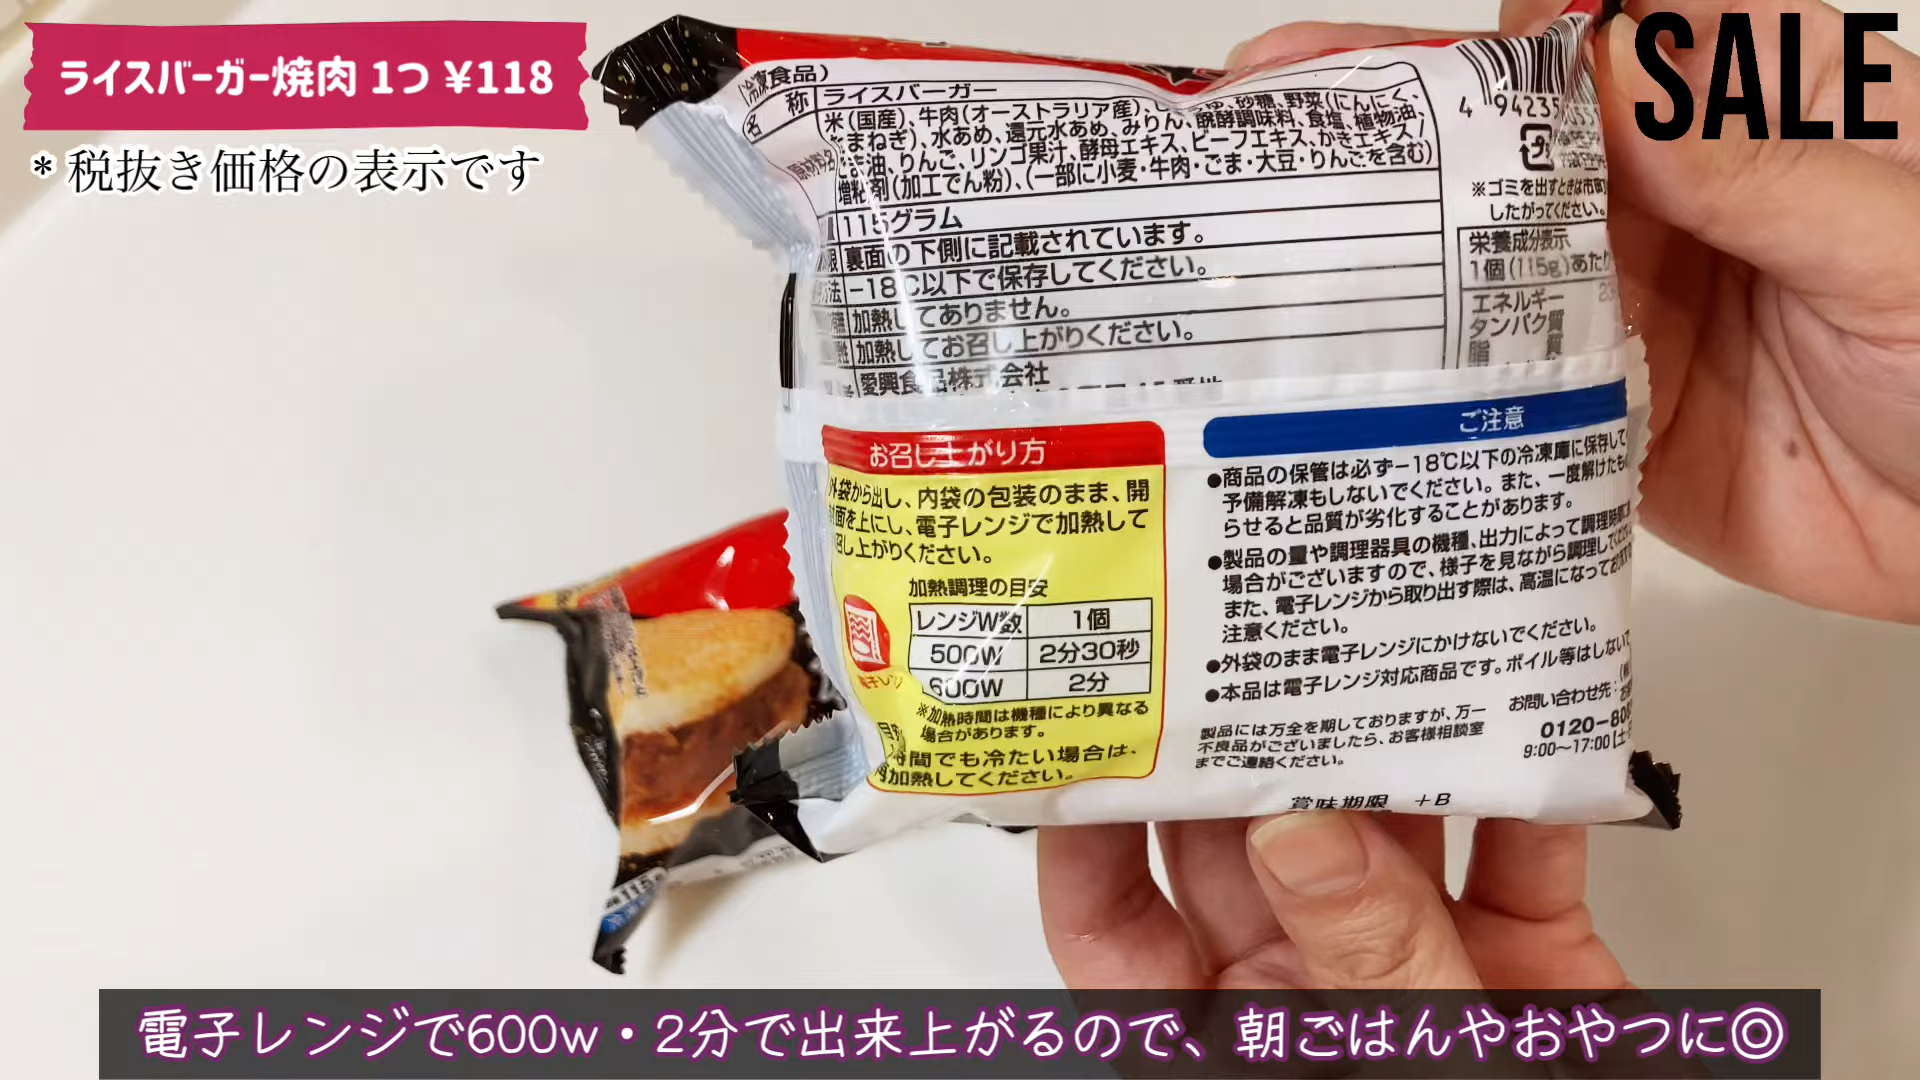 ライスバーガー焼肉 1つ ¥118
* 税抜き価格の表示です
SALE
(冷凍食品)
名 称 ライスバーガー
米(国産)、牛肉(オーストラリア産)、しょうゆ、砂糖、野菜(にんにく、
たまねぎ)、水あめ、還元水あめ、みりん、醗酵調味料、食塩、植物油、
ごま油、りんご、リンゴ果汁、酵母エキス、ビーフエキス、かきエキス/
増粘剤(加工でん粉)、(一部に小麦・牛肉・ごま・大豆・りんごを含む)
115グラム
裏面の下側に記載されています。
-18℃以下で保存してください。
加熱してありません。
加熱してお召し上がりください。
愛興食品株式会社
4 94235
プラ
※ゴミを出すときは市町
したがってください。
栄養成分表示
1個(115g)あたり
エネルギー
タンパク質
脂 質
お召し上がり方
外袋から出し、内袋の包装のまま、開
封面を上にし、電子レンジで加熱して
召し上がりください。
加熱調理の目安
レンジW数 1個
500W 2分30秒
600W 2分
電子レンジ
※加熱時間は機種により異なる
場合があります。
目安
時間でも冷たい場合は、
再加熱してください。
ご注意
●商品の保管は必ず-18℃以下の冷凍庫に保存して
予備解凍もしないでください。また、一度解けたもの
らせると品質が劣化することがあります。
●製品の量や調理器具の機種、出力によって調理時間
場合がございますので、様子を見ながら調理してください
また、電子レンジから取り出す際は、高温になってお
注意ください。
●外袋のまま電子レンジにかけないでください。
●本品は電子レンジ対応商品です。ボイル等はしないで
製品には万全を期しておりますが、万一
不良品がございましたら、お客様相談室
までご連絡ください。
お問い合わせ先:
0120-80
9:00〜17:00
賞味期限 +B
電子レンジで600w・2分で出来上がるので、朝ごはんやおやつに◎